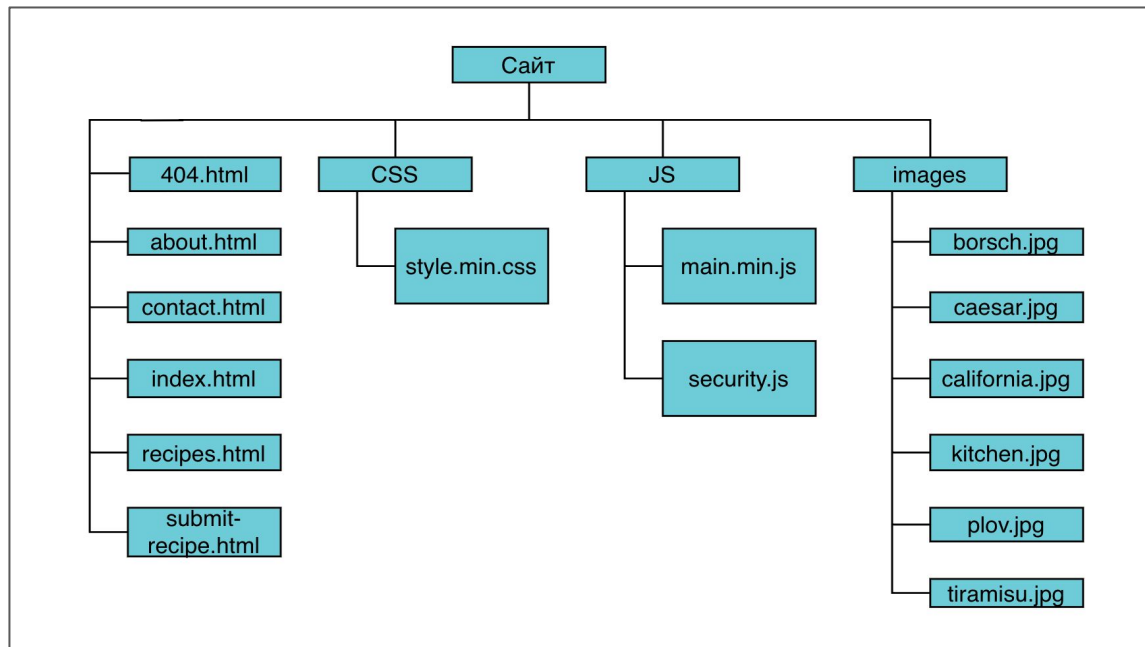 Сайт
404.html
about.html
contact.html
index.html
recipes.html
submit-
recipe.html
CSS
style.min.css
JS
main.min.js
security.js
images
borsch.jpg
caesar.jpg
california.jpg
kitchen.jpg
plov.jpg
tiramisu.jpg